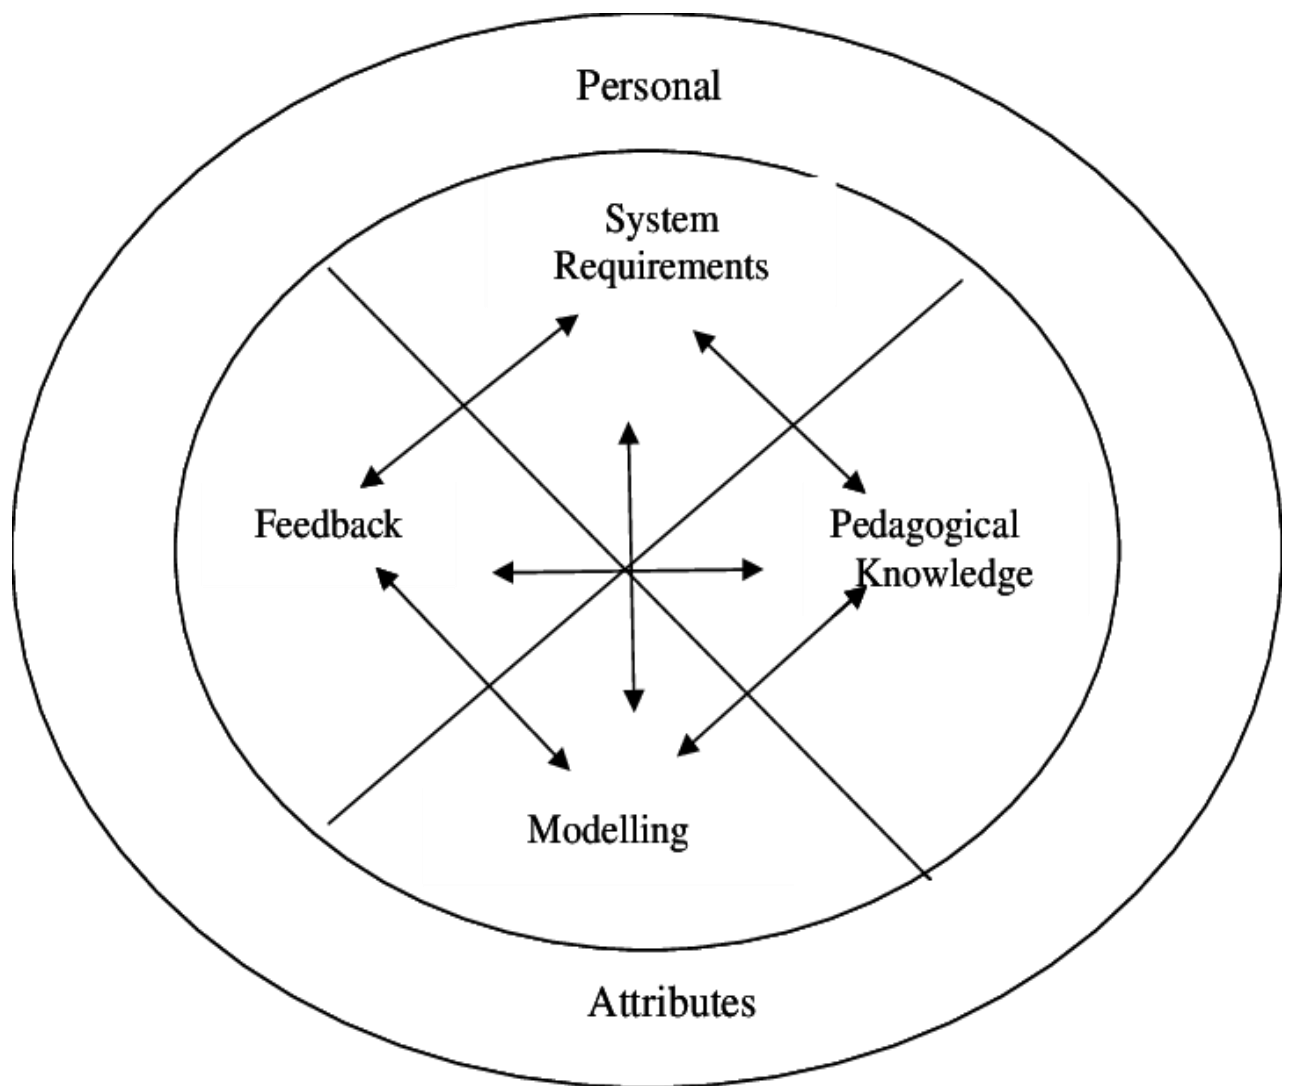 Personal
System
Requirements
Feedback
Pedagogical
Knowledge
Modelling
Attributes